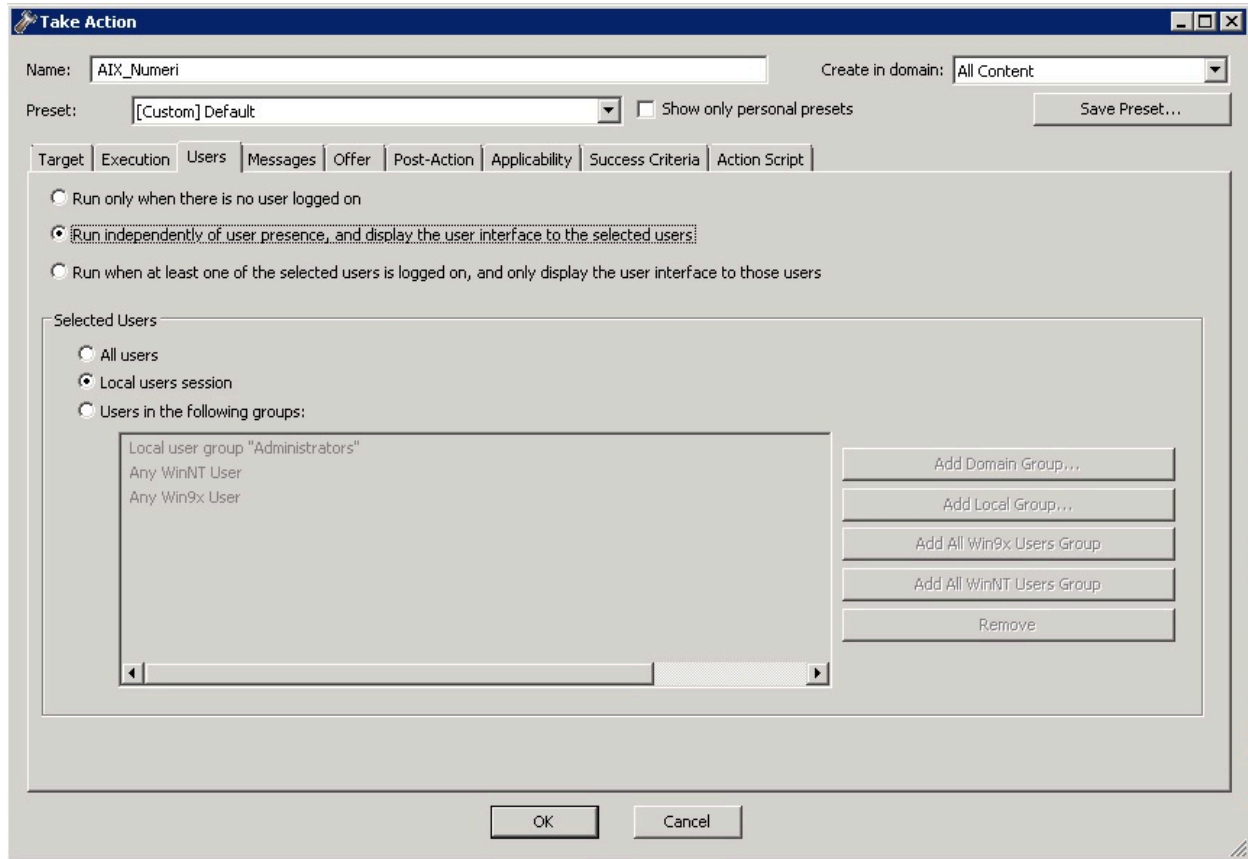 Take Action
Name: AIX_Numeri Create in domain: All Content
Preset: [Custom] Default Show only personal presets Save Preset...
Target Execution Users Messages Offer Post-Action Applicability Success Criteria Action Script
Run only when there is no user logged on
Run independently of user presence, and display the user interface to the selected users
Run when at least one of the selected users is logged on, and only display the user interface to those users
Selected Users
All users
Local users session
Users in the following groups:
Local user group "Administrators"
Any WinNT User
Any Win9x User
Add Domain Group...
Add Local Group...
Add All Win9x Users Group
Add All WinNT Users Group
Remove
OK Cancel